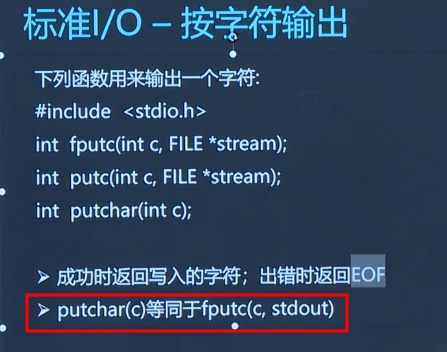 标准I/O – 按字符输出
下列函数用来输出一个字符:
#include <stdio.h>
int fputc(int c, FILE *stream);
int putc(int c, FILE *stream);
int putchar(int c);
➢ 成功时返回写入的字符；出错时返回EOF
➢ putchar(c)等同于fputc(c, stdout)